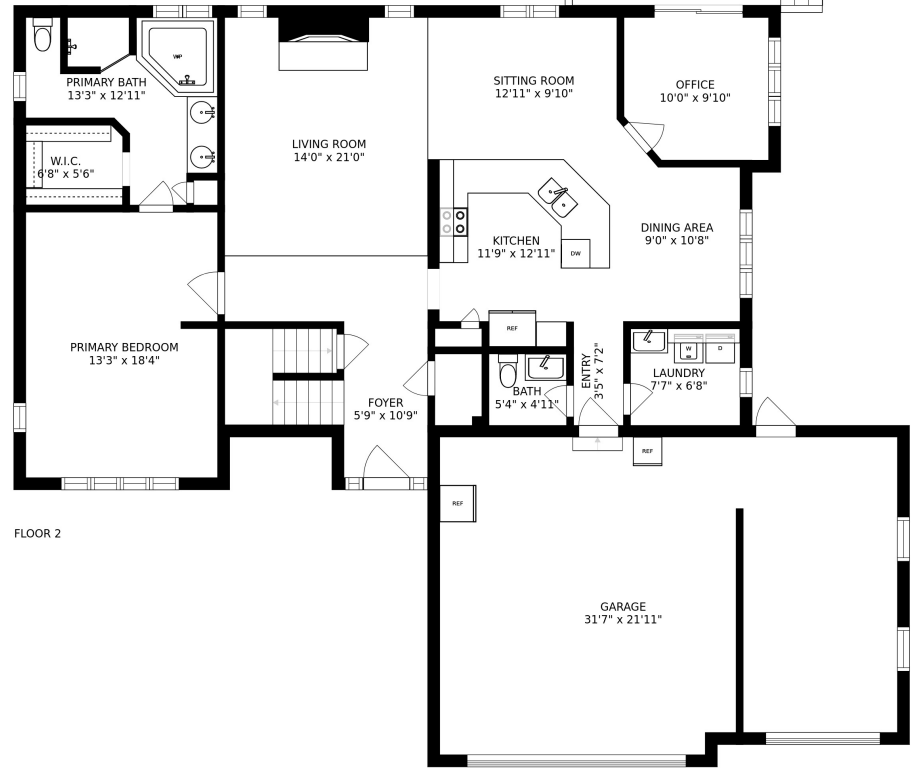 WP
PRIMARY BATH
13'3" x 12'11"
W.I.C.
6'8" x 5'6"
LIVING ROOM
14'0" x 21'0"
SITTING ROOM
12'11" x 9'10"
OFFICE
10'0" x 9'10"
KITCHEN
11'9" x 12'11"
DW
DINING AREA
9'0" x 10'8"
REF
PRIMARY BEDROOM
13'3" x 18'4"
FOYER
5'9" x 10'9"
BATH
5'4" x 4'11"
ENTRY
3'5" x 7'2"
W
D
LAUNDRY
7'7" x 6'8"
REF
REF
FLOOR 2
GARAGE
31'7" x 21'11"